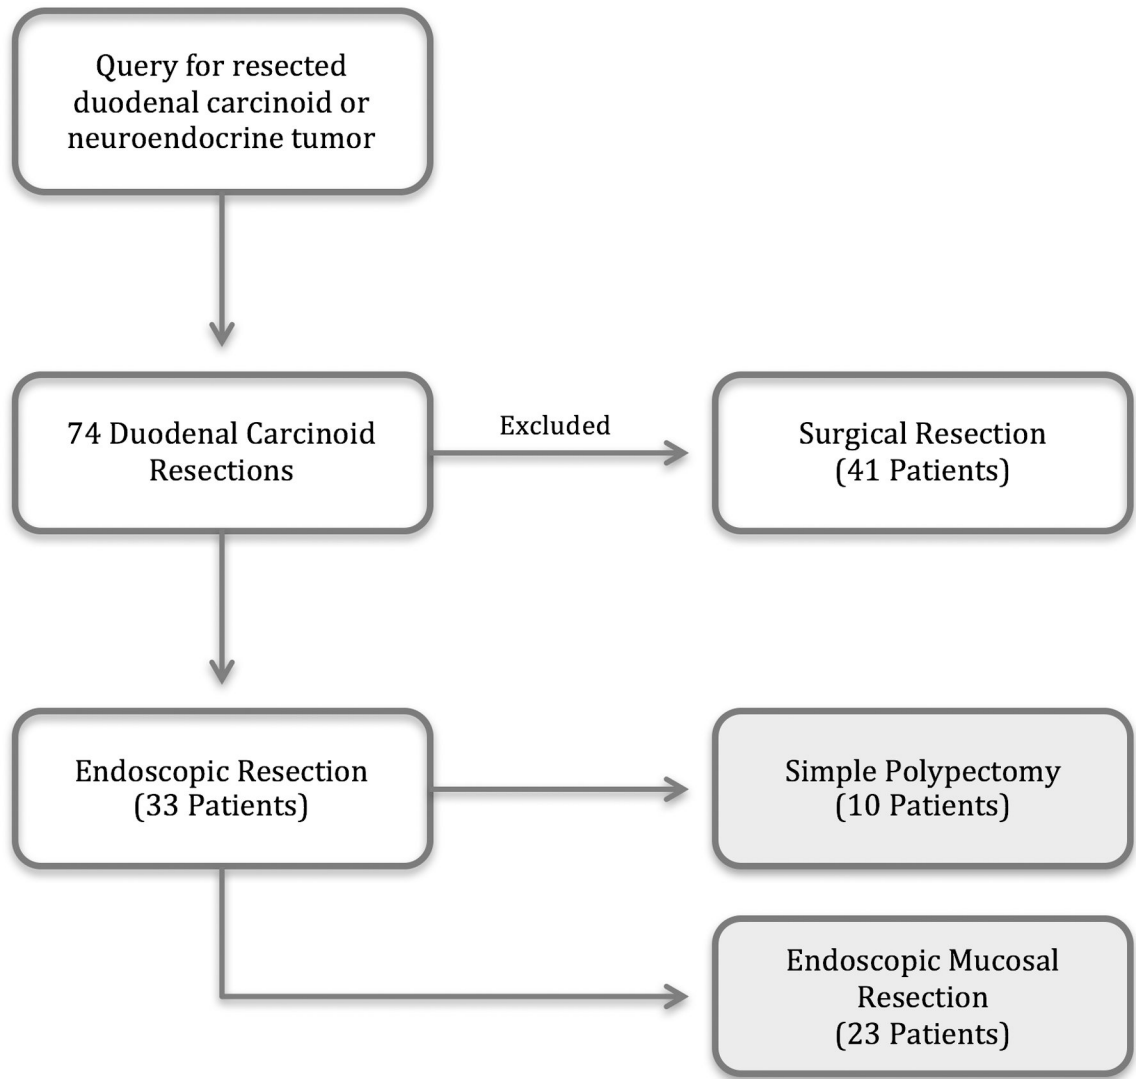 Query for resected
duodenal carcinoid or
neuroendocrine tumor
74 Duodenal Carcinoid
Resections
Excluded
Surgical Resection
(41 Patients)
Endoscopic Resection
(33 Patients)
Simple Polypectomy
(10 Patients)
Endoscopic Mucosal
Resection
(23 Patients)